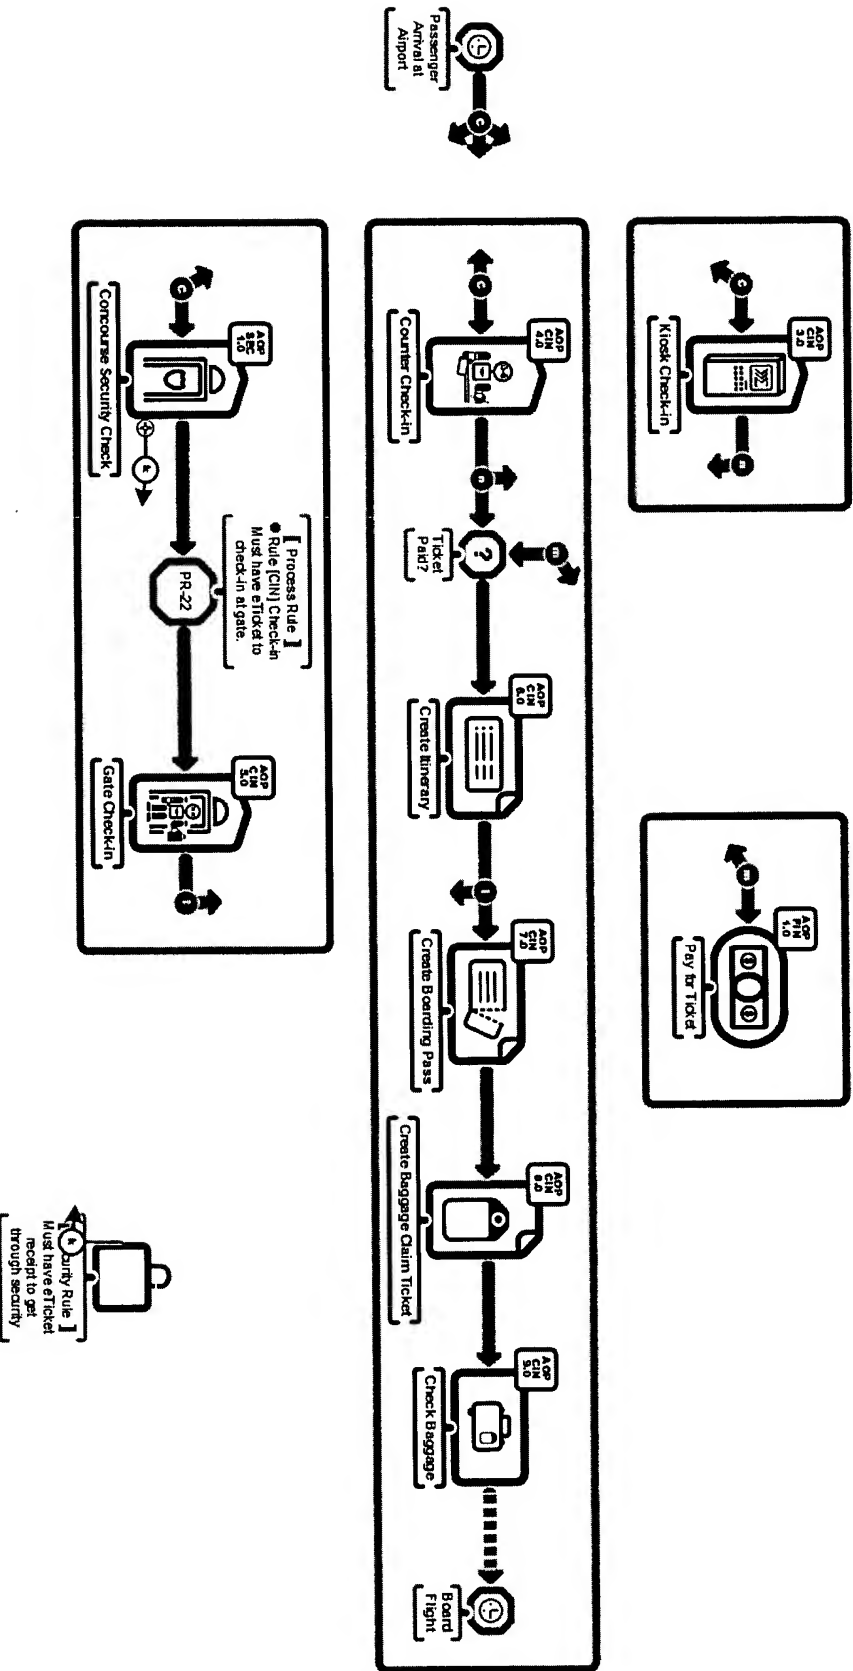 AOP
CIN
3.0
c
n
[Kiosk Check-in]
AOP
FIN
1.0
m
[Pay for Ticket]
Passenger
Arrival at
Airport
c
AOP
CIN
4.0
c
[Counter Check-in]
n
m
?
Ticket
Paid?
AOP
CIN
6.0
[Create Itinerary]
t
AOP
CIN
7.0
[Create Boarding Pass]
AOP
CIN
8.0
[Create Baggage Claim Ticket]
AOP
CIN
9.0
[Check Baggage]
Board
Flight
AOP
SEC
1.0
c
[Concourse Security Check]
k
[ Process Rule ]
● Rule [CIN] Check-in
Must have eTicket to
check-in at gate.
PR-22
AOP
CIN
5.0
[Gate Check-in]
t
k
curity Rule ]
Must have eTicket
receipt to get
through security